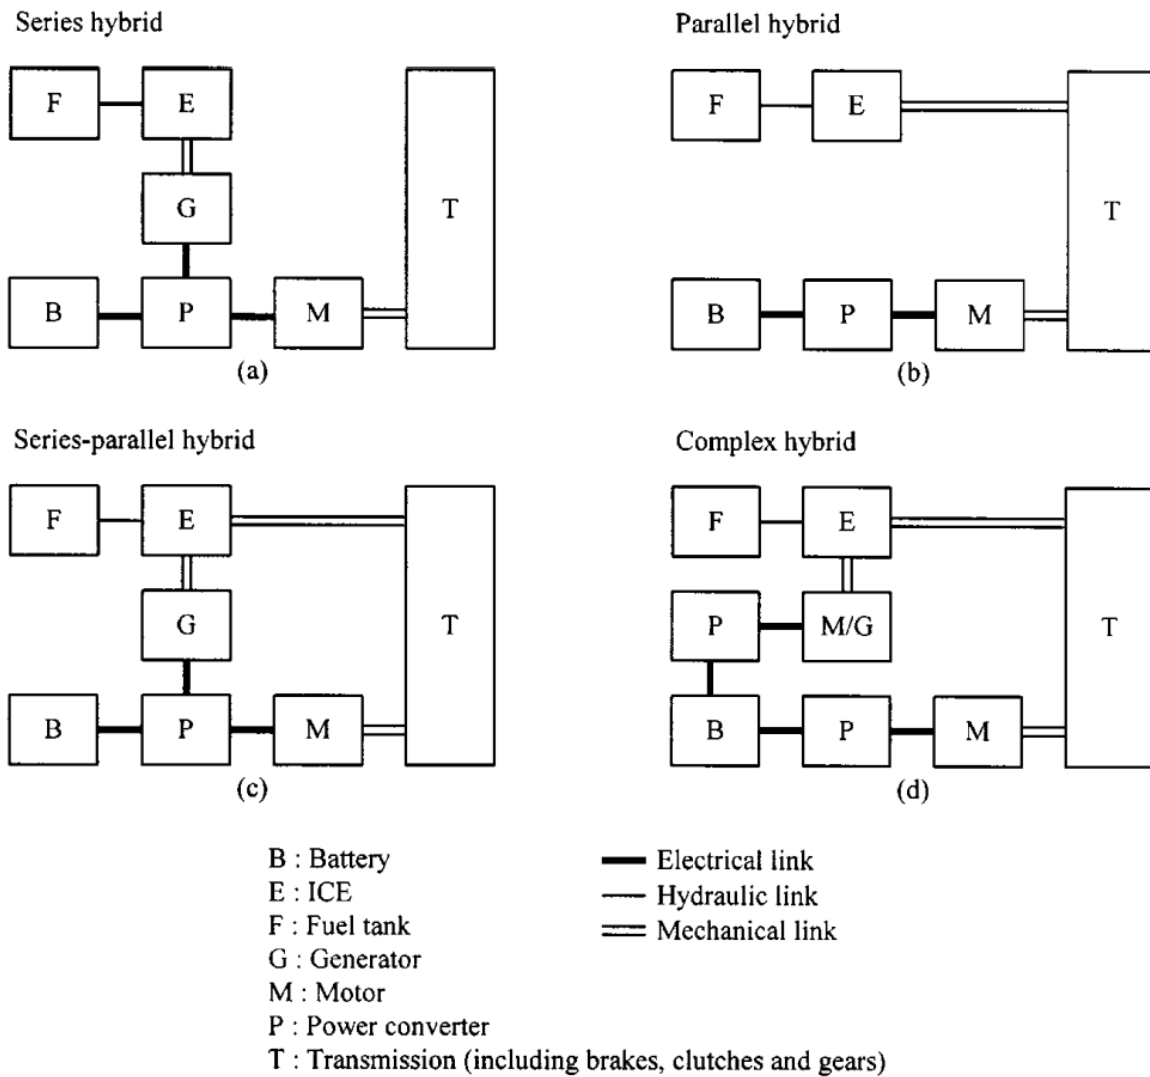 Series hybrid
F
E
G
T
B
P
M
(a)
Parallel hybrid
F
E
T
B
P
M
(b)
Series-parallel hybrid
F
E
G
T
B
P
M
(c)
Complex hybrid
F
E
P
M/G
T
B
P
M
(d)
B : Battery
E : ICE
F : Fuel tank
G : Generator
M : Motor
P : Power converter
T : Transmission (including brakes, clutches and gears)
Electrical link
Hydraulic link
Mechanical link